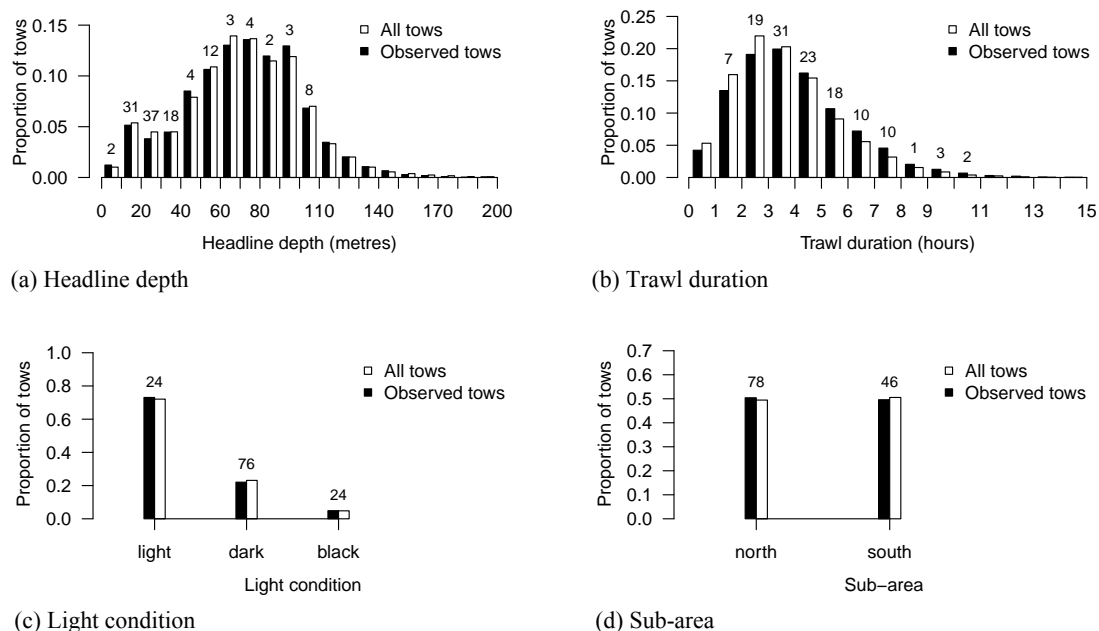 Proportion of tows
0.15
0.10
0.05
0.00
2 31 37 18 4 12 3 4 2 3 8
All tows
Observed tows
0 20 40 60 80 110 140 170 200
Headline depth (metres)
(a) Headline depth
Proportion of tows
0.25
0.20
0.15
0.10
0.05
0.00
7 19 31 23 18 10 10 1 3 2
All tows
Observed tows
0 1 2 3 4 5 6 7 8 9 11 13 15
Trawl duration (hours)
(b) Trawl duration
Proportion of tows
1.0
0.8
0.6
0.4
0.2
0.0
24 76 24
All tows
Observed tows
light dark black
Light condition
(c) Light condition
Proportion of tows
0.7
0.6
0.5
0.4
0.3
0.2
0.1
0.0
78 46
All tows
Observed tows
north south
Sub−area
(d) Sub-area